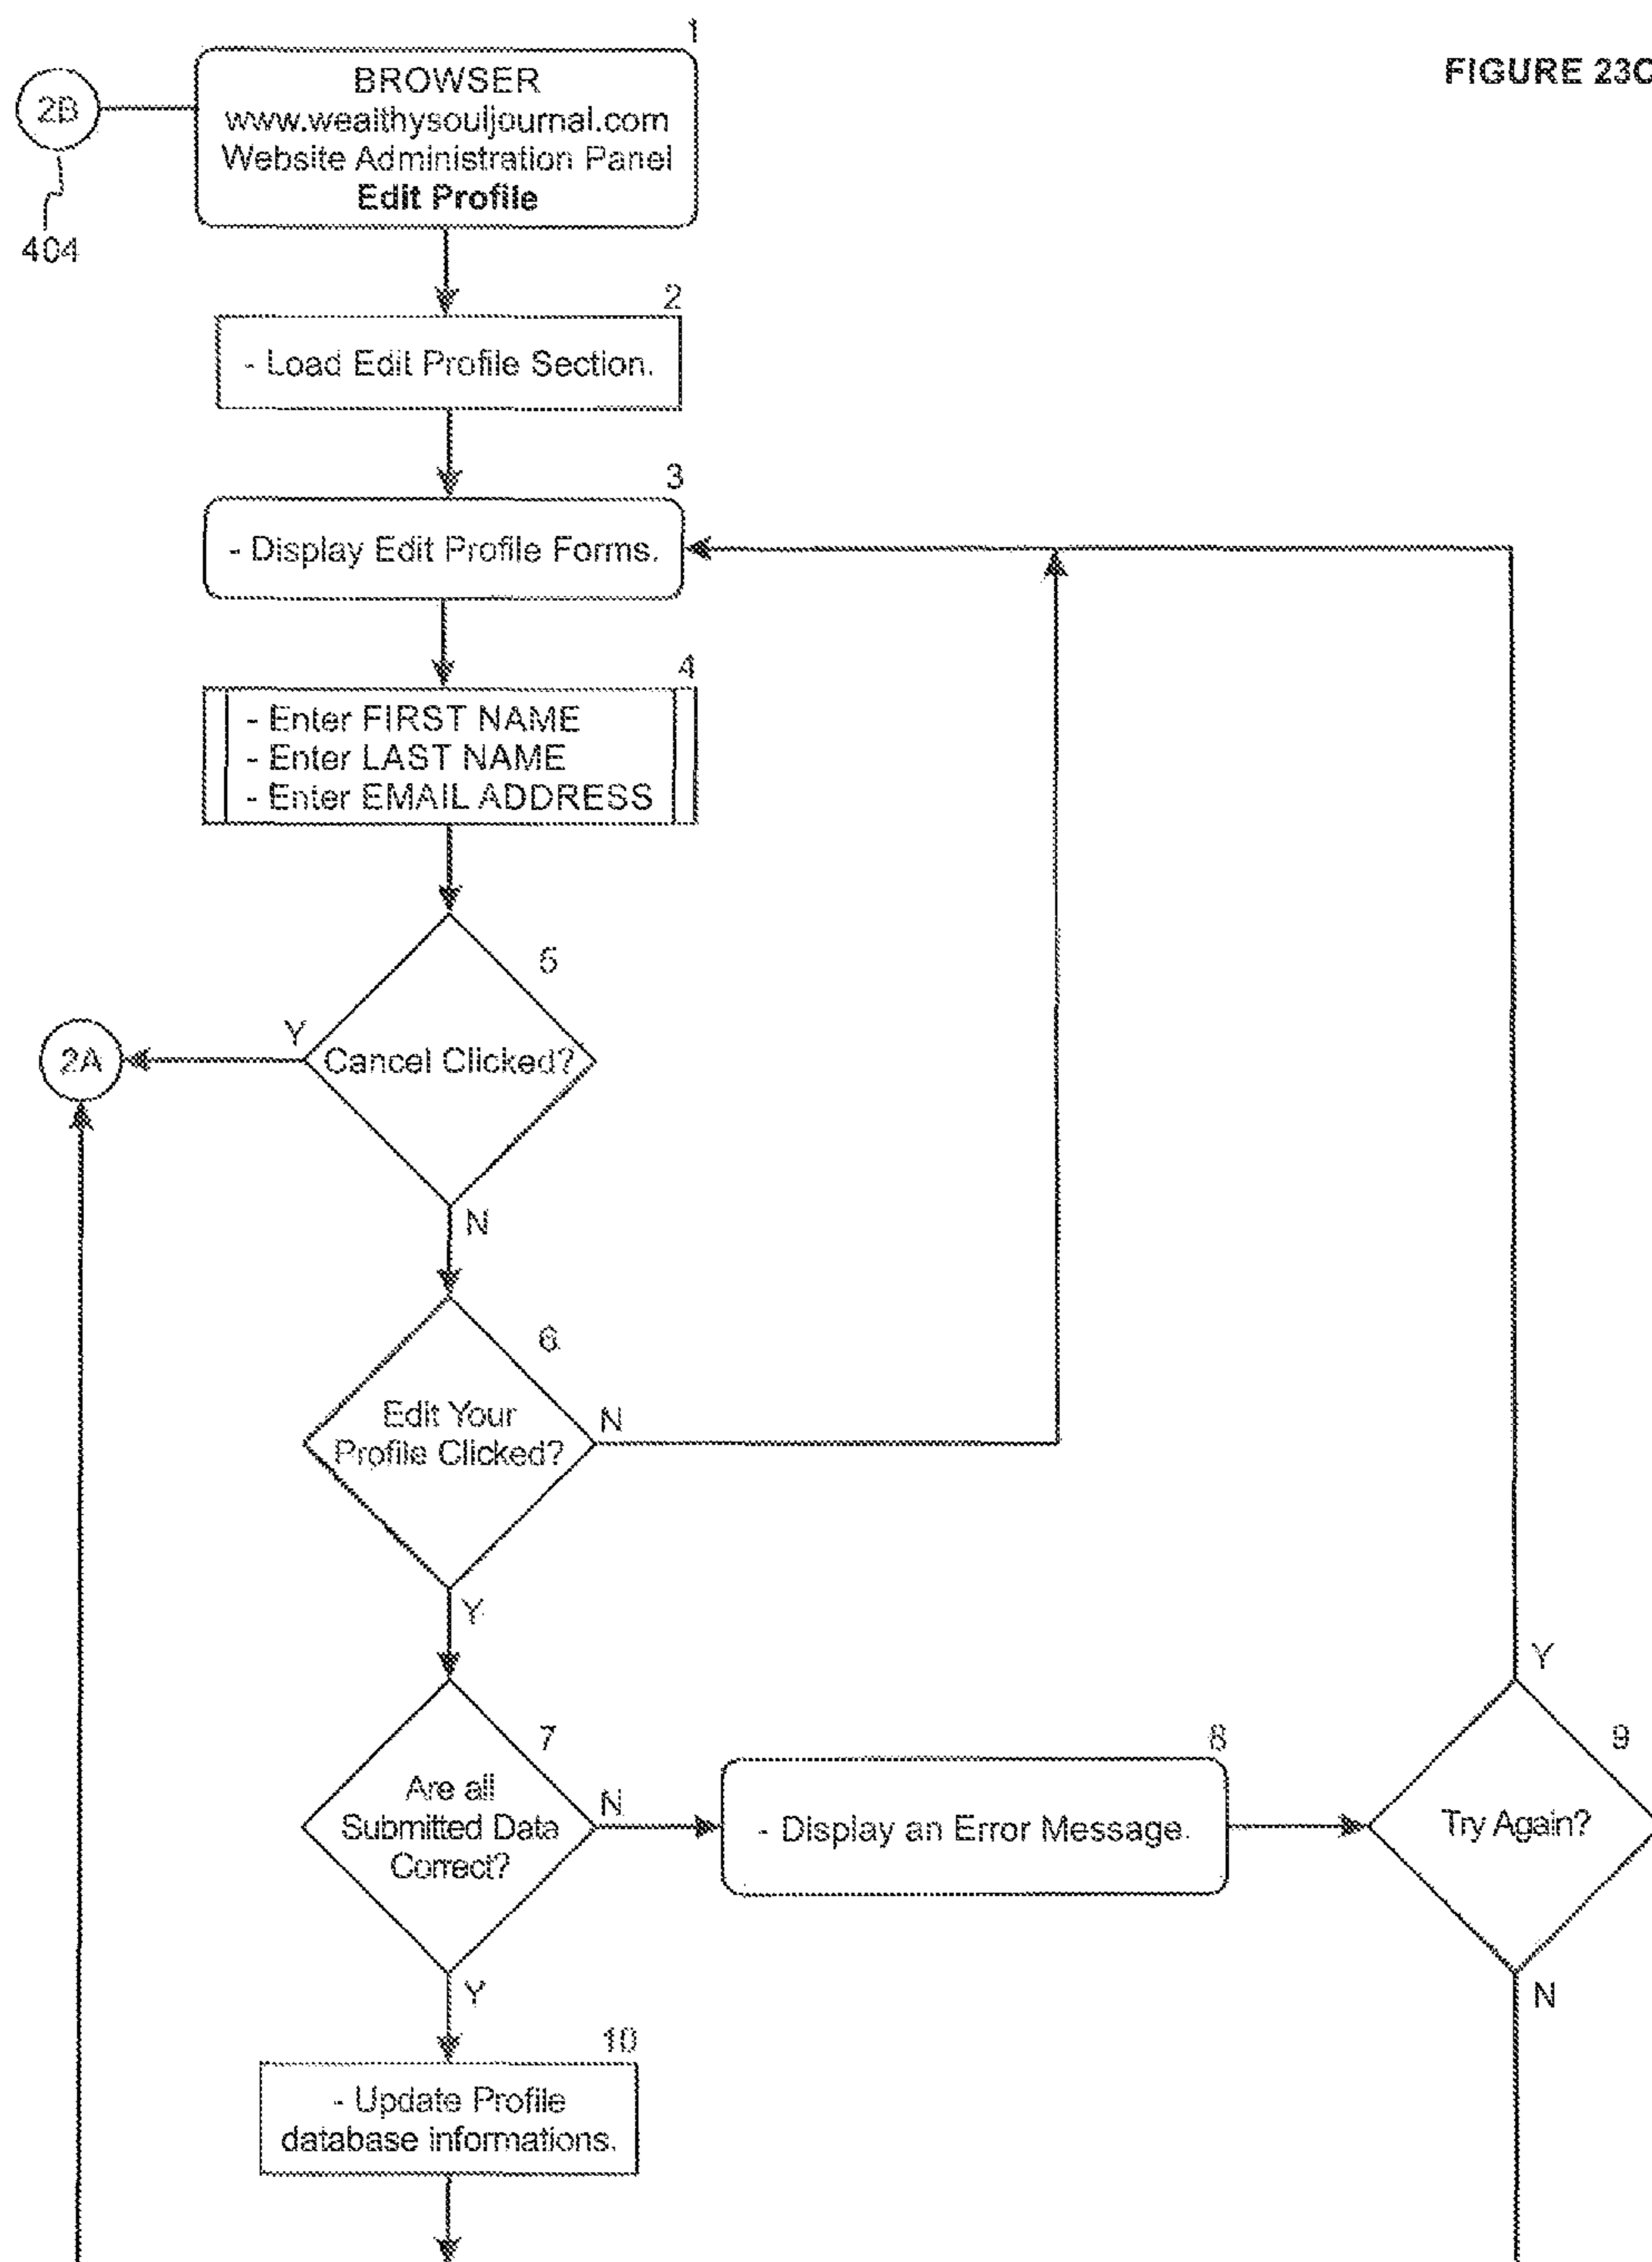 FIGURE 23C
1
2B
BROWSER
www.wealthysouljournal.com
Website Administration Panel
Edit Profile
404
2
- Load Edit Profile Section.
3
- Display Edit Profile Forms.
4
- Enter FIRST NAME
- Enter LAST NAME
- Enter EMAIL ADDRESS
5
Y
2A
Cancel Clicked?
N
6
Edit Your
Profile Clicked?
N
Y
7
Are all
Submitted Data
Correct?
N
8
- Display an Error Message.
Y
9
Try Again?
N
Y
10
- Update Profile
database informations.